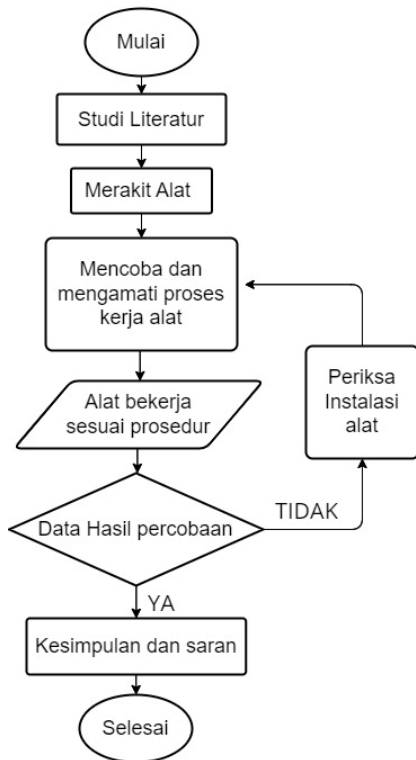 Mulai
Studi Literatur
Merakit Alat
Mencoba dan
mengamati proses
kerja alat
Periksa
Instalasi
alat
Alat bekerja
sesuai prosedur
Data Hasil percobaan
TIDAK
YA
Kesimpulan dan saran
Selesai